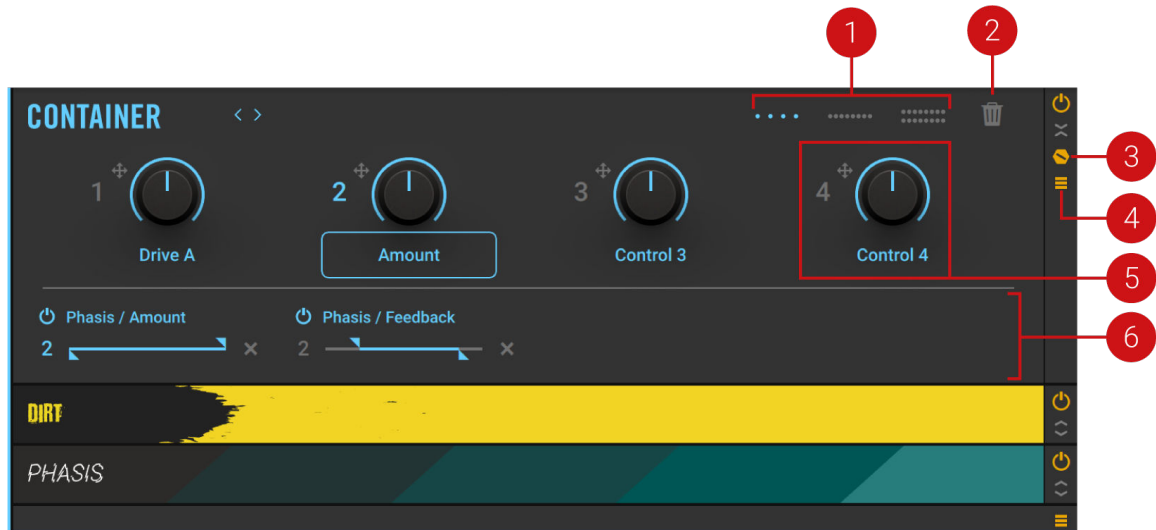 1
2
CONTAINER < >
3
1 2 3 4
4
Drive A Amount Control 3 Control 4
5
Phasis / Amount Phasis / Feedback
6
2 2
DIRT
PHASIS